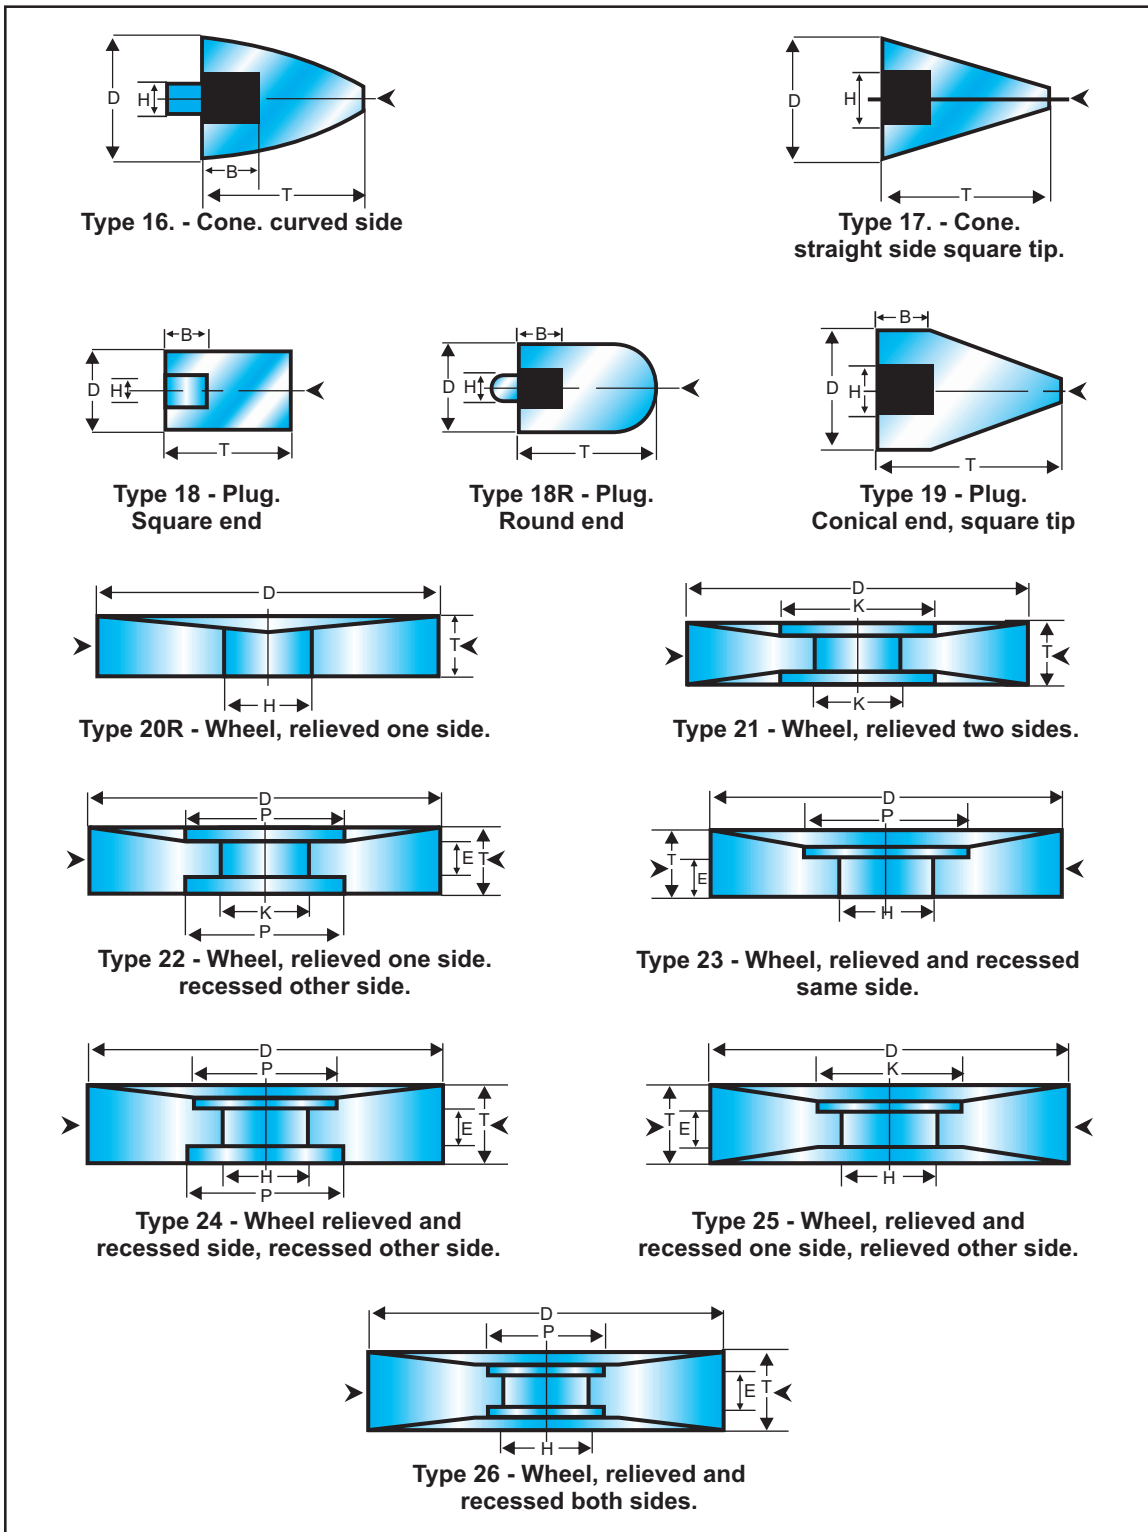 D
H
B
T
Type 16. - Cone. curved side
D
H
T
Type 17. - Cone.
straight side square tip.
B
D
H
T
Type 18 - Plug.
Square end
B
D
H
T
Type 18R - Plug.
Round end
B
D
H
T
Type 19 - Plug.
Conical end, square tip
D
T
H
Type 20R - Wheel, relieved one side.
D
K
T
K
Type 21 - Wheel, relieved two sides.
D
P
E T
K
P
Type 22 - Wheel, relieved one side.
recessed other side.
D
P
T
E
H
Type 23 - Wheel, relieved and recessed
same side.
D
P
T
E
H
P
Type 24 - Wheel relieved and
recessed side, recessed other side.
D
K
T
E
H
Type 25 - Wheel, relieved and
recessed one side, relieved other side.
D
P
E T
H
Type 26 - Wheel, relieved and
recessed both sides.